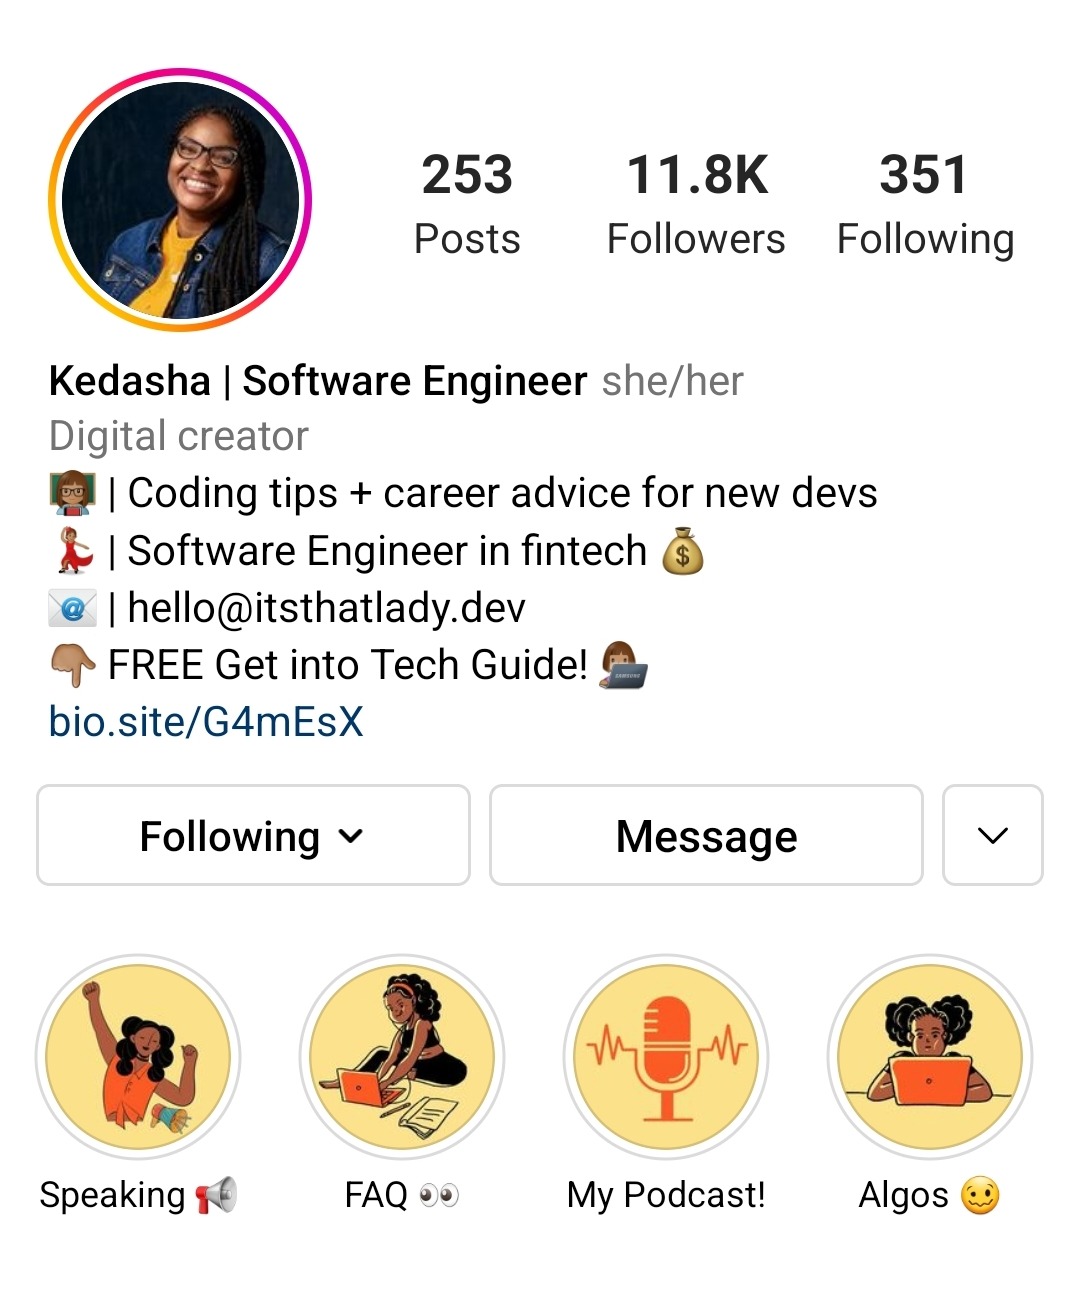 253 11.8K 351
Posts Followers Following
Kedasha | Software Engineer she/her
Digital creator
👩🏽‍🏫 | Coding tips + career advice for new devs
💃🏽 | Software Engineer in fintech 💰
📧 | hello@itsthatlady.dev
👇🏽 FREE Get into Tech Guide! 👩🏽‍💻
bio.site/G4mEsX
Following Message
Speaking 📢 FAQ 👀 My Podcast! Algos 🥴